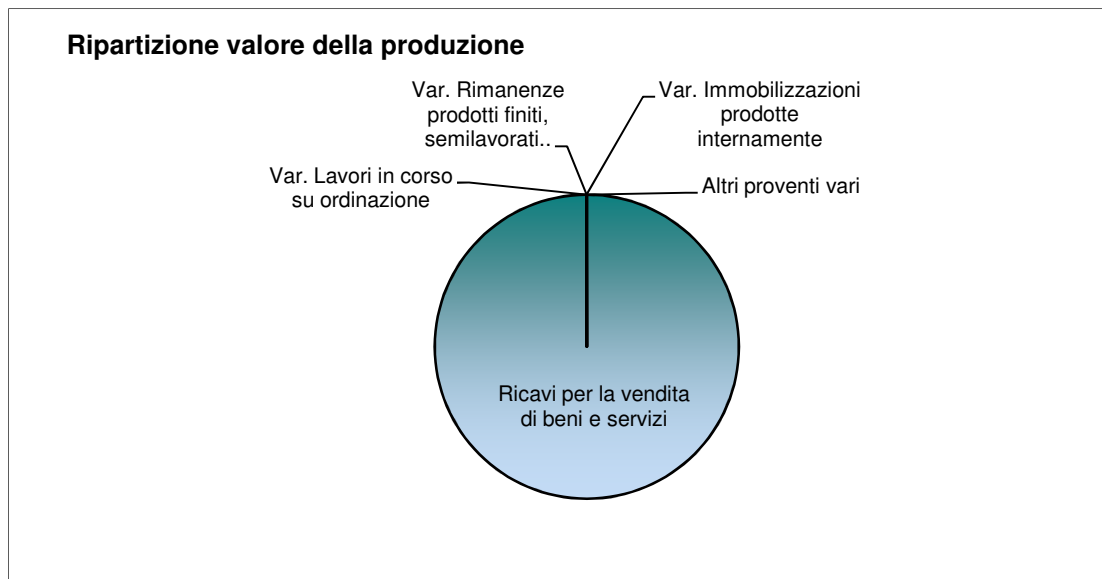 Ripartizione valore della produzione
Var. Rimanenze
prodotti finiti,
semilavorati..
Var. Immobilizzazioni
prodotte
internamente
Var. Lavori in corso
su ordinazione
Altri proventi vari
Ricavi per la vendita
di beni e servizi